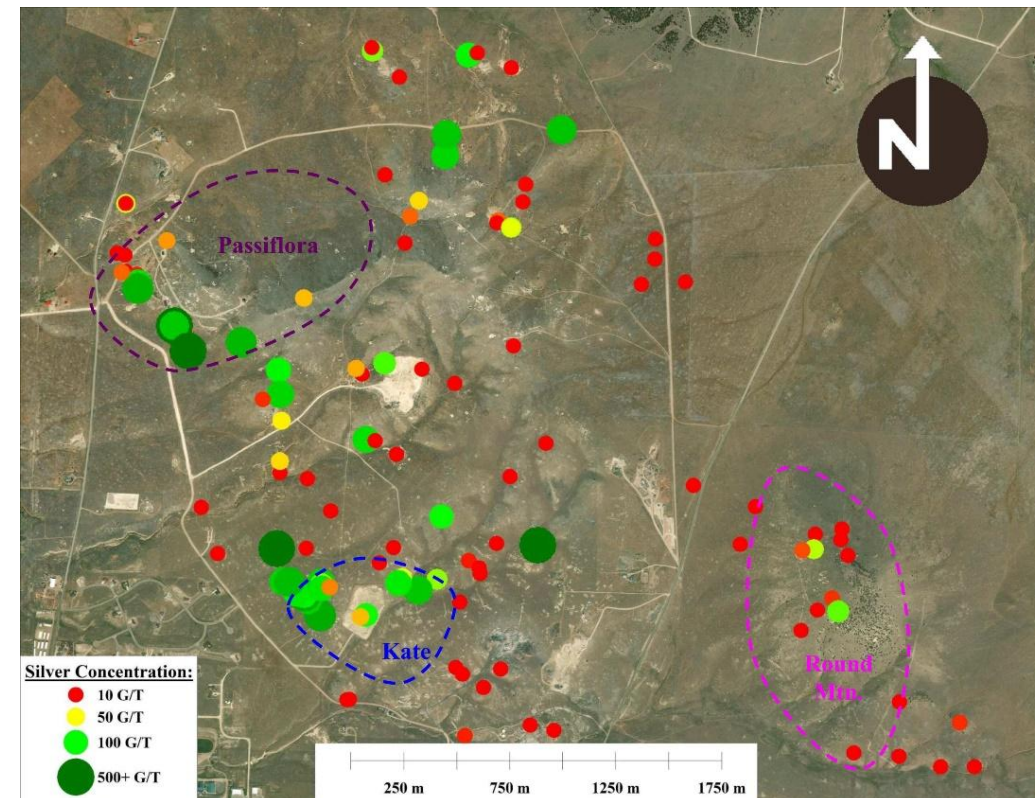 N
Passiflora
Kate
Round
Mtn.
Silver Concentration:
10 G/T
50 G/T
100 G/T
500+ G/T
250 m 750 m 1250 m 1750 m